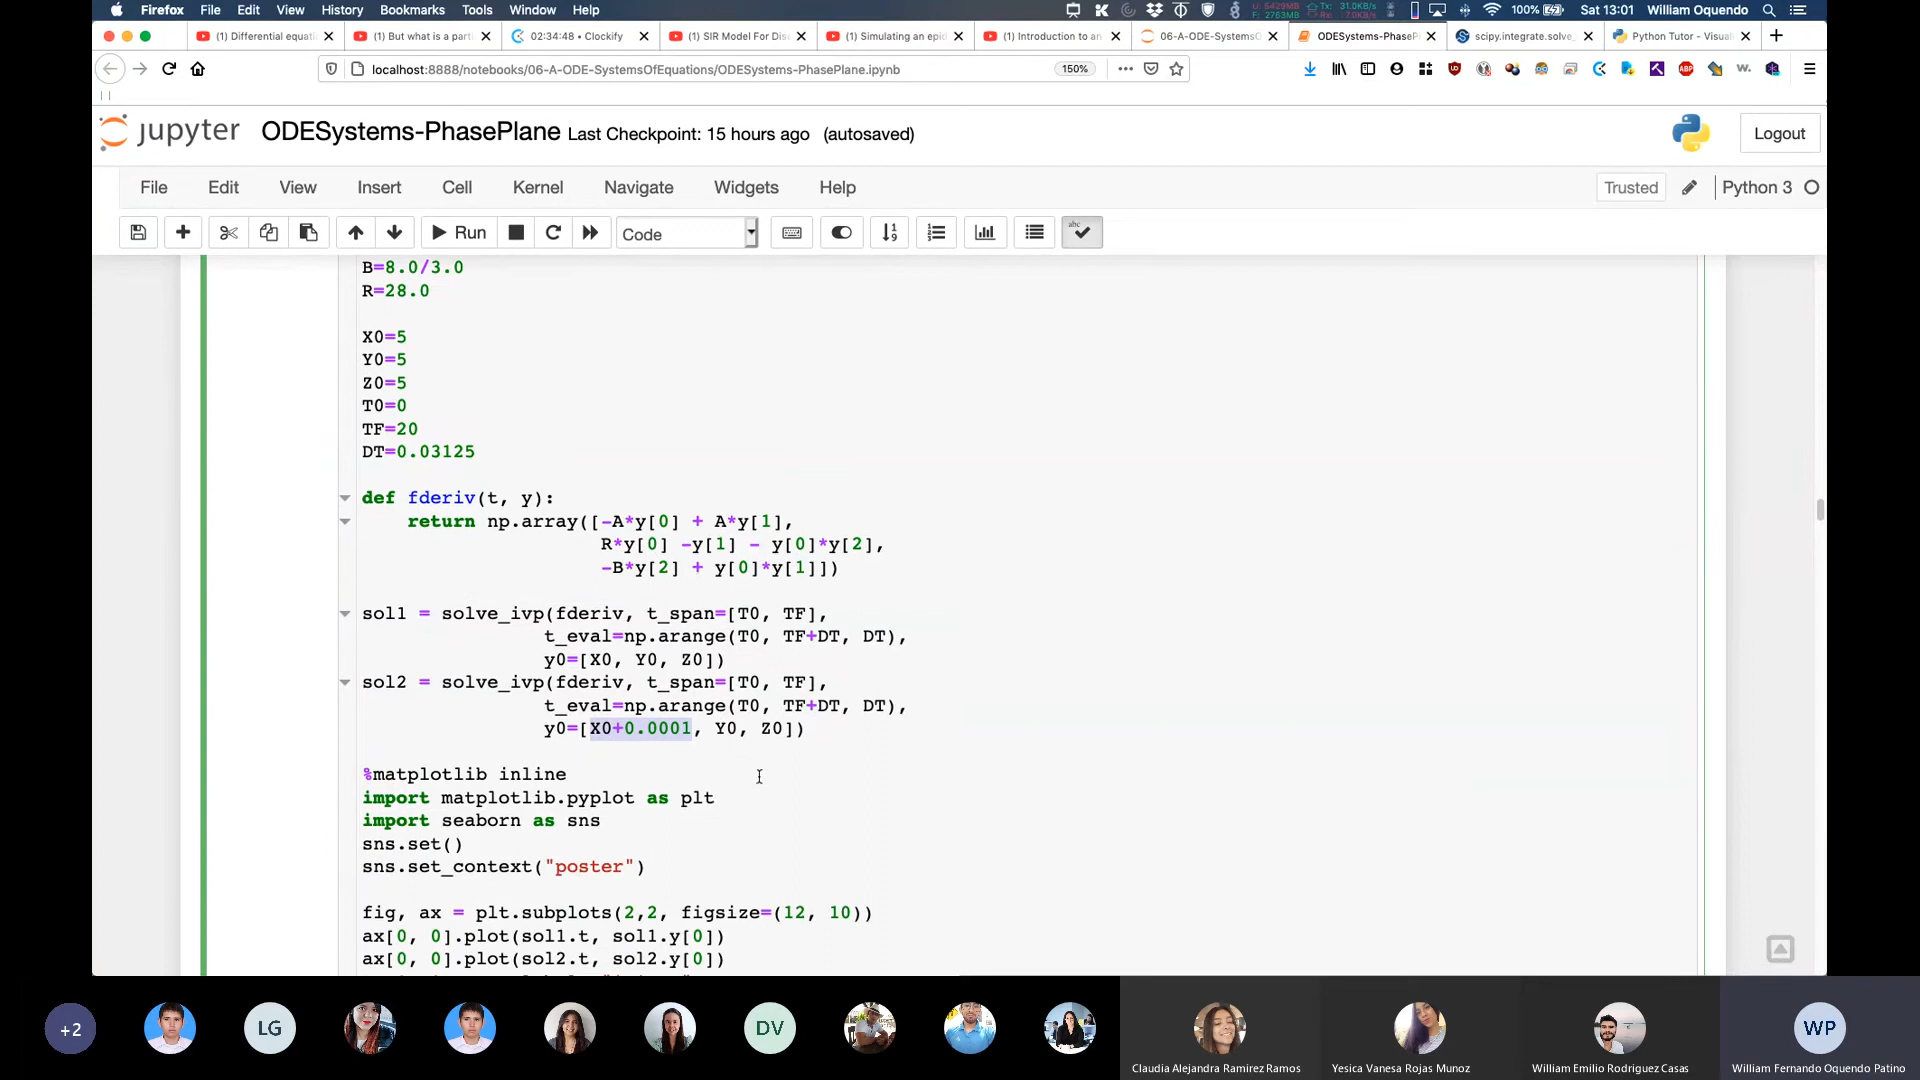 Firefox File Edit View History Bookmarks Tools Window Help
U: 5429MB F: 2763MB Tx: 31.0KB/s Rx: 7.0KB/s 100% Sat 13:01 William Oquendo
(1) Differential equati (1) But what is a parti 02:34:48 • Clockify (1) SIR Model For Dise (1) Simulating an epid (1) Introduction to an 06-A-ODE-SystemsO ODESystems-PhaseP scipy.integrate.solve_ Python Tutor - Visuali
localhost:8888/notebooks/06-A-ODE-SystemsOfEquations/ODESystems-PhasePlane.ipynb 150%
jupyter ODESystems-PhasePlane Last Checkpoint: 15 hours ago (autosaved) Logout
File Edit View Insert Cell Kernel Navigate Widgets Help Trusted Python 3
Run Code
B=8.0/3.0
R=28.0
X0=5
Y0=5
Z0=5
T0=0
TF=20
DT=0.03125
def fderiv(t, y):
return np.array([-A*y[0] + A*y[1],
R*y[0] -y[1] - y[0]*y[2],
-B*y[2] + y[0]*y[1]])
sol1 = solve_ivp(fderiv, t_span=[T0, TF],
t_eval=np.arange(T0, TF+DT, DT),
y0=[X0, Y0, Z0])
sol2 = solve_ivp(fderiv, t_span=[T0, TF],
t_eval=np.arange(T0, TF+DT, DT),
y0=[X0+0.0001, Y0, Z0])
%matplotlib inline
import matplotlib.pyplot as plt
import seaborn as sns
sns.set()
sns.set_context("poster")
fig, ax = plt.subplots(2,2, figsize=(12, 10))
ax[0, 0].plot(sol1.t, sol1.y[0])
ax[0, 0].plot(sol2.t, sol2.y[0])
+2 LG DV WP
Claudia Alejandra Ramirez Ramos Yesica Vanesa Rojas Munoz William Emilio Rodriguez Casas William Fernando Oquendo Patino